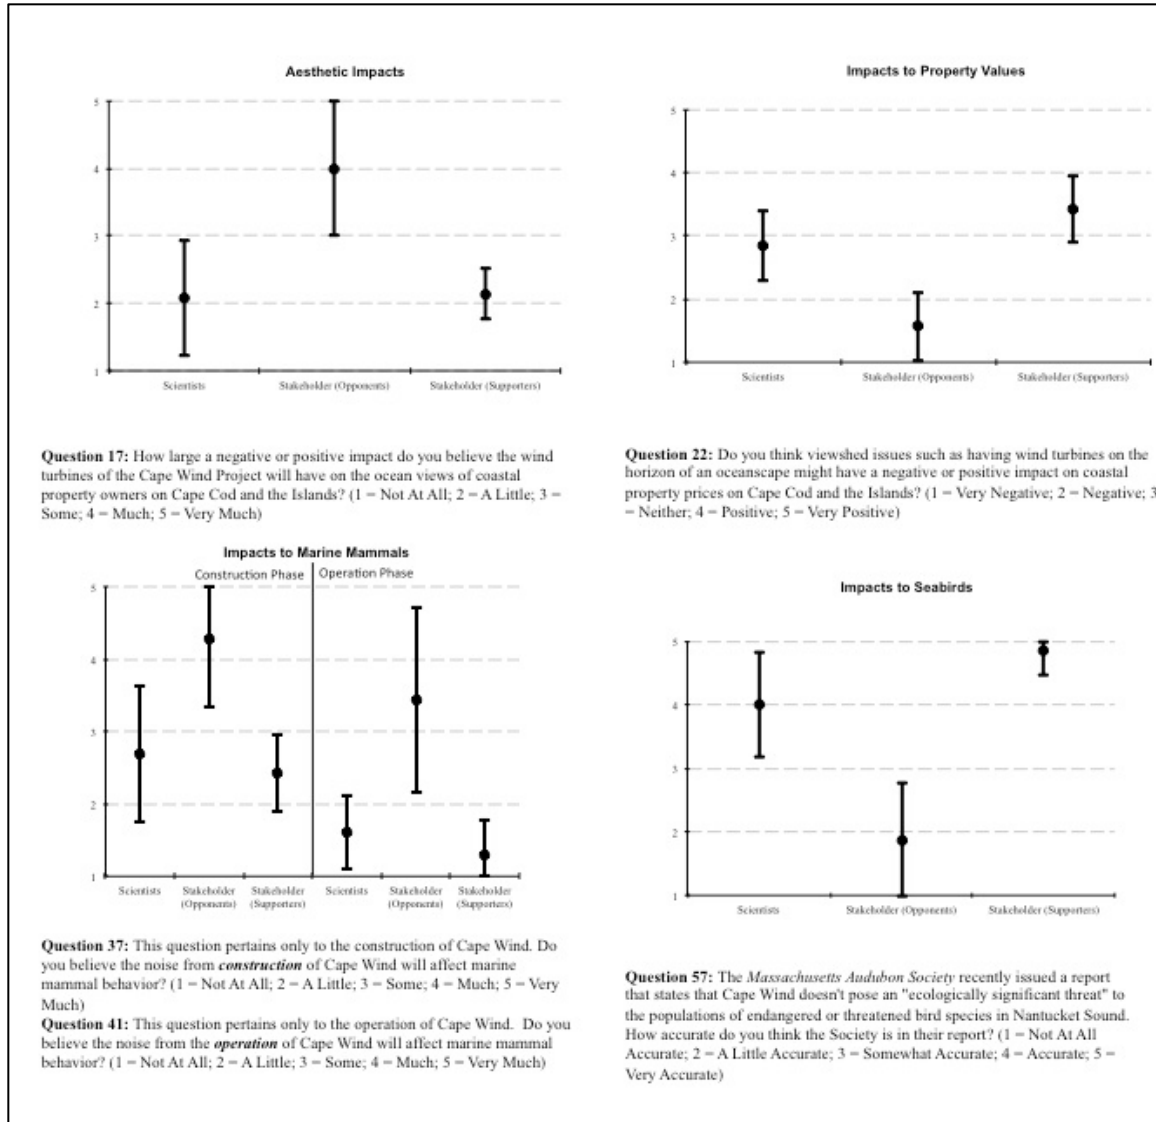 Aesthetic Impacts
5
4
3
2
1
Scientists Stakeholder (Opponents) Stakeholder (Supporters)
Question 17: How large a negative or positive impact do you believe the wind
turbines of the Cape Wind Project will have on the ocean views of coastal
property owners on Cape Cod and the Islands? (1 = Not At All; 2 = A Little; 3 =
Some; 4 = Much; 5 = Very Much)
Impacts to Property Values
5
4
3
2
1
Scientists Stakeholder (Opponents) Stakeholder (Supporters)
Question 22: Do you think viewshed issues such as having wind turbines on the
horizon of an oceanscape might have a negative or positive impact on coastal
property prices on Cape Cod and the Islands? (1 = Very Negative; 2 = Negative; 3
= Neither; 4 = Positive; 5 = Very Positive)
Impacts to Marine Mammals
Construction Phase Operation Phase
5
4
3
2
1
Scientists Stakeholder Stakeholder Scientists Stakeholder Stakeholder
(Opponents) (Supporters) (Opponents) (Supporters)
Question 37: This question pertains only to the construction of Cape Wind. Do
you believe the noise from construction of Cape Wind will affect marine
mammal behavior? (1 = Not At All; 2 = A Little; 3 = Some; 4 = Much; 5 = Very
Much)
Question 41: This question pertains only to the operation of Cape Wind. Do you
believe the noise from the operation of Cape Wind will affect marine mammal
behavior? (1 = Not At All; 2 = A Little; 3 = Some; 4 = Much; 5 = Very Much)
Impacts to Seabirds
5
4
3
2
1
Scientists Stakeholder (Opponents) Stakeholder (Supporters)
Question 57: The Massachusetts Audubon Society recently issued a report
that states that Cape Wind doesn't pose an "ecologically significant threat" to
the populations of endangered or threatened bird species in Nantucket Sound.
How accurate do you think the Society is in their report? (1 = Not At All
Accurate; 2 = A Little Accurate; 3 = Somewhat Accurate; 4 = Accurate; 5 =
Very Accurate)